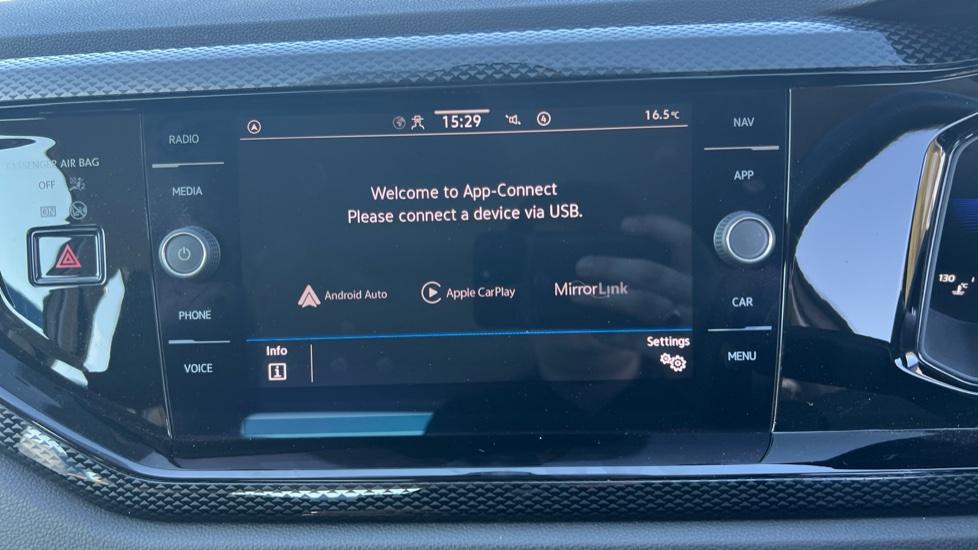 PASSENGER AIR BAG
OFF
ON
RADIO
MEDIA
PHONE
VOICE
15:29
4
16.5°C
Welcome to App-Connect
Please connect a device via USB.
Android Auto
Apple CarPlay
MirrorLink
Info
i
Settings
NAV
APP
CAR
MENU
130
°C